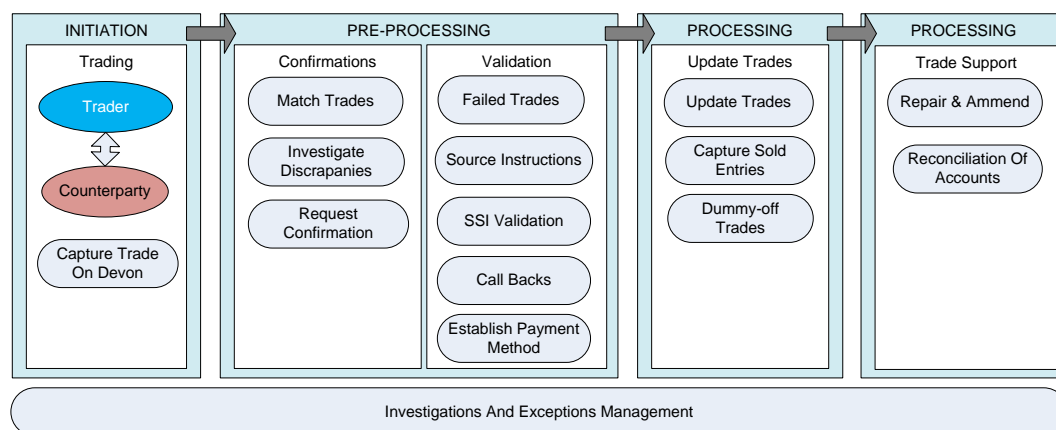 INITIATION
Trading
Trader
Counterparty
Capture Trade
On Devon
PRE-PROCESSING
Confirmations
Match Trades
Investigate
Discrapanies
Request
Confirmation
Validation
Failed Trades
Source Instructions
SSI Validation
Call Backs
Establish Payment
Method
PROCESSING
Update Trades
Update Trades
Capture Sold
Entries
Dummy-off
Trades
PROCESSING
Trade Support
Repair & Ammend
Reconciliation Of
Accounts
Investigations And Exceptions Management